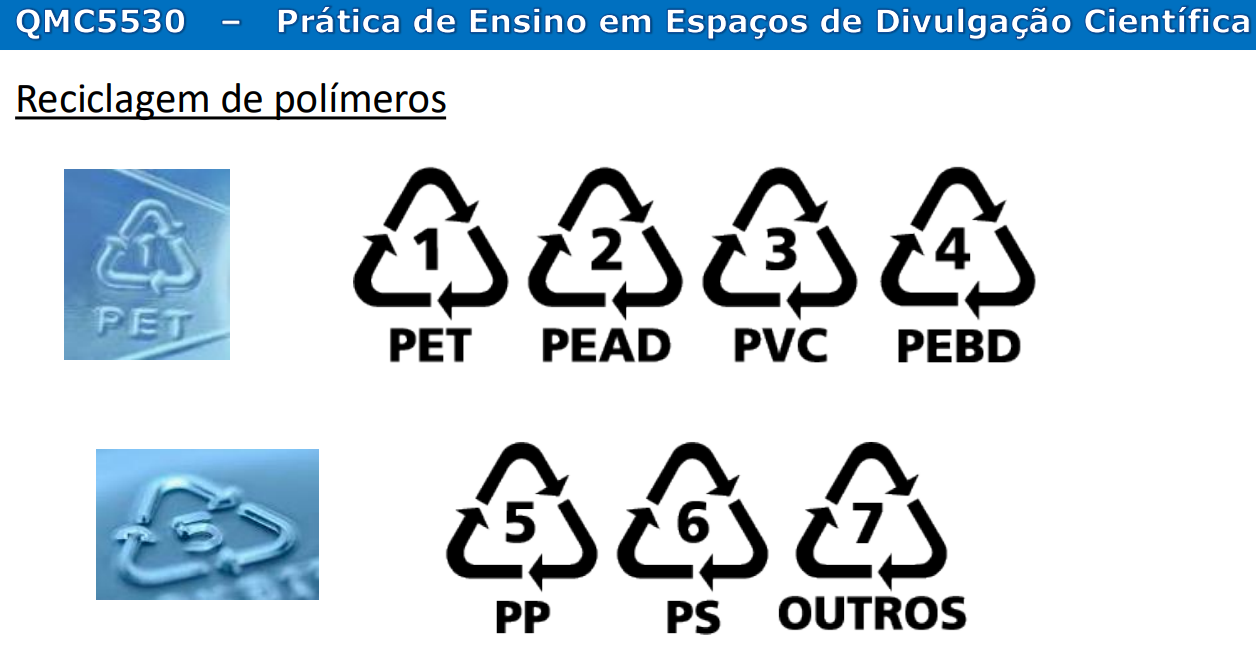 QMC5530 – Prática de Ensino em Espaços de Divulgação Científica
Reciclagem de polímeros
1
PET
1 2 3 4
PET PEAD PVC PEBD
5
5 6 7
PP PS OUTROS